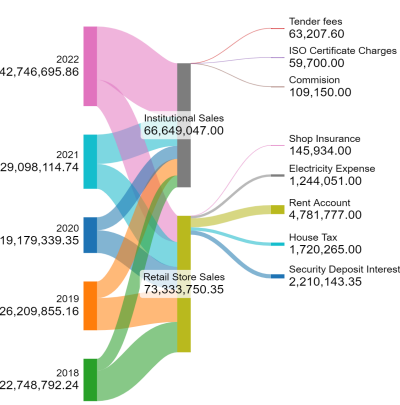 2022
42,746,695.86
2021
29,098,114.74
2020
19,179,339.35
2019
26,209,855.16
2018
22,748,792.24
Institutional Sales
66,649,047.00
Retail Store Sales
73,333,750.35
Tender fees
63,207.60
ISO Certificate Charges
59,700.00
Commision
109,150.00
Shop Insurance
145,934.00
Electricity Expense
1,244,051.00
Rent Account
4,781,777.00
House Tax
1,720,265.00
Security Deposit Interest
2,210,143.35